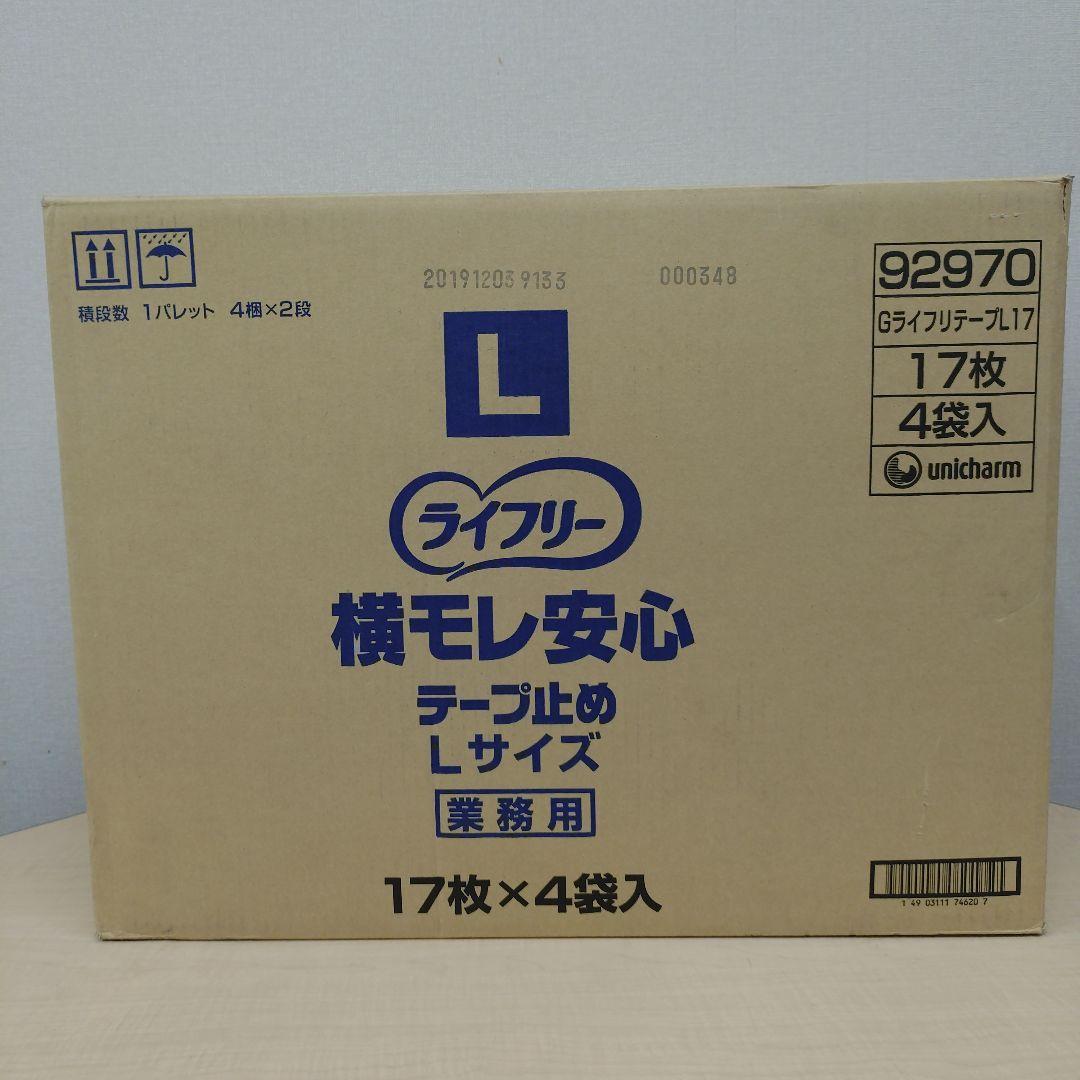 20191203 9133 000348
積段数 1パレット 4梱×2段
92970
GライフリテープL17
17枚
4袋入
unicharm
L
ライフリー
横モレ安心
テープ止め
Lサイズ
業務用
17枚×4袋入
1 49 03111 74620 7